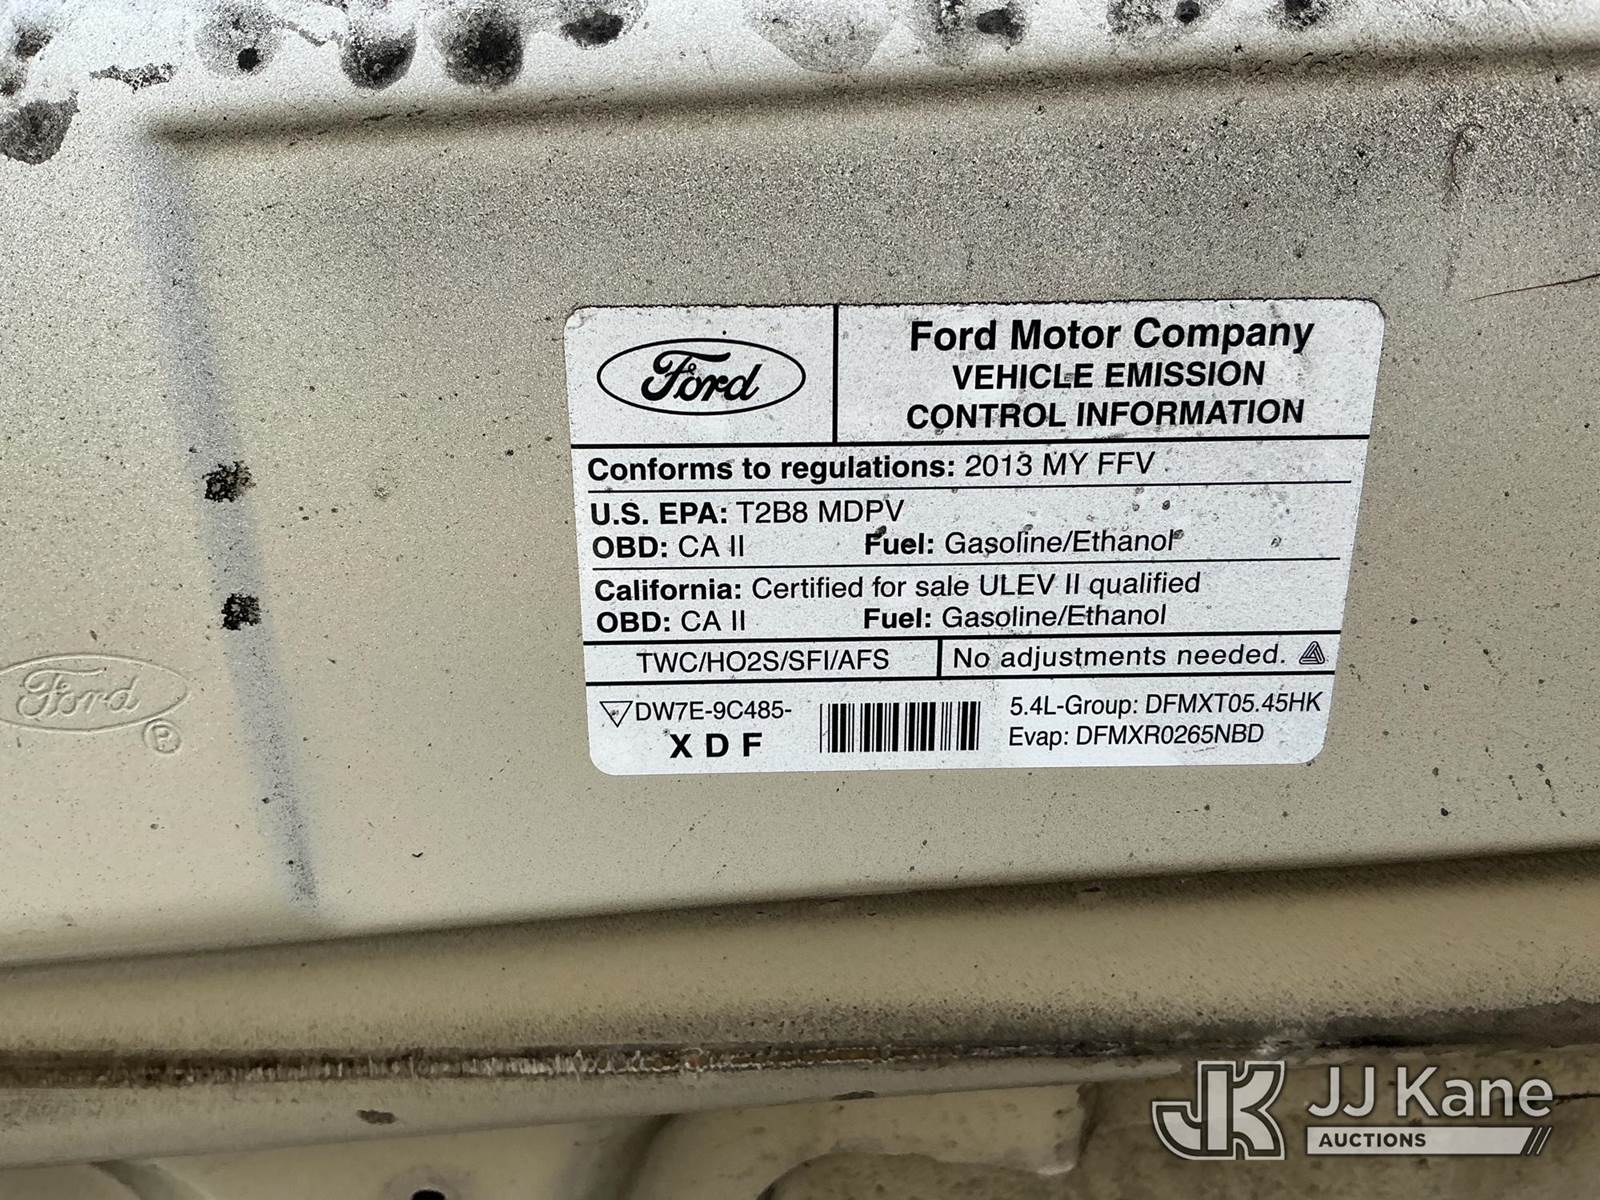 Ford
Ford Motor Company
VEHICLE EMISSION
CONTROL INFORMATION
Conforms to regulations: 2013 MY FFV
U.S. EPA: T2B8 MDPV
OBD: CA II Fuel: Gasoline/Ethanol
California: Certified for sale ULEV II qualified
OBD: CA II Fuel: Gasoline/Ethanol
TWC/HO2S/SFI/AFS No adjustments needed.
DW7E-9C485-
X D F
5.4L-Group: DFMXT05.45HK
Evap: DFMXR0265NBD
Ford
R
JK JJ Kane
AUCTIONS